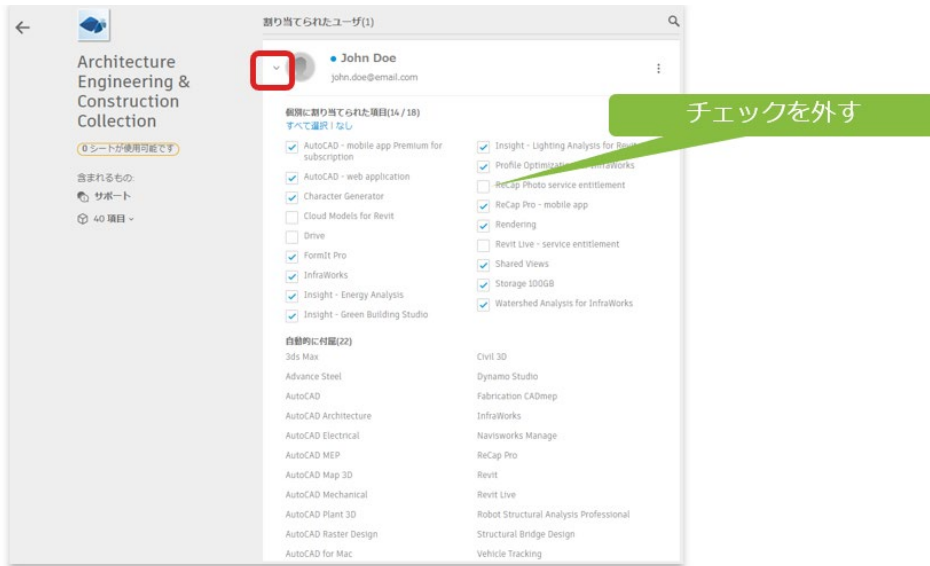 Architecture
Engineering &
Construction
Collection
0 シートが使用可能です
含まれるもの:
サポート
40 項目
割り当てられたユーザ(1)
John Doe
john.doe@email.com
チェックを外す
個別に割り当てられた項目(14 / 18)
すべて選択 | なし
AutoCAD - mobile app Premium for
subscription
AutoCAD - web application
Character Generator
Cloud Models for Revit
Drive
FormIt Pro
InfraWorks
Insight - Energy Analysis
Insight - Green Building Studio
Insight - Lighting Analysis for Revit
Profile Optimization for InfraWorks
ReCap Photo service entitlement
ReCap Pro - mobile app
Rendering
Revit Live - service entitlement
Shared Views
Storage 100GB
Watershed Analysis for InfraWorks
自動的に付属(22)
3ds Max
Advance Steel
AutoCAD
AutoCAD Architecture
AutoCAD Electrical
AutoCAD MEP
AutoCAD Map 3D
AutoCAD Mechanical
AutoCAD Plant 3D
AutoCAD Raster Design
AutoCAD for Mac
Civil 3D
Dynamo Studio
Fabrication CADmep
InfraWorks
Navisworks Manage
ReCap Pro
Revit
Revit Live
Robot Structural Analysis Professional
Structural Bridge Design
Vehicle Tracking